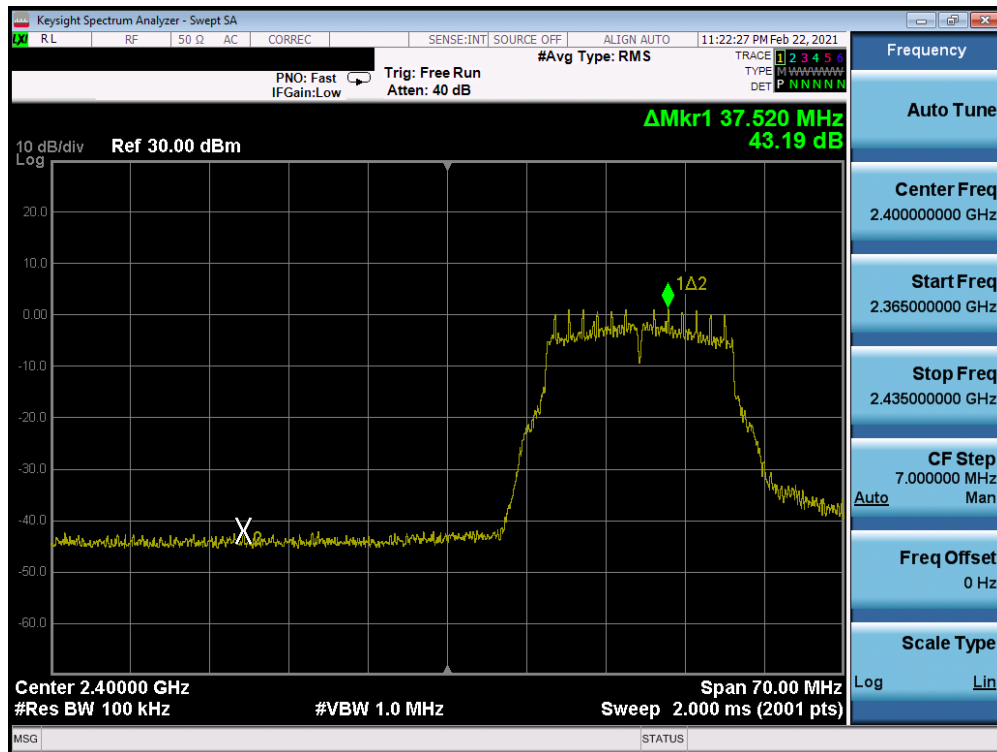 Keysight Spectrum Analyzer - Swept SA
LXI RL RF 50 Ω AC CORREC SENSE:INT SOURCE OFF ALIGN AUTO 11:22:27 PM Feb 22, 2021
#Avg Type: RMS
TRACE 1 2 3 4 5 6
TYPE M W W W W W
DET P N N N N N
PNO: Fast
IFGain:Low
Trig: Free Run
Atten: 40 dB
ΔMkr1 37.520 MHz
43.19 dB
10 dB/div Ref 30.00 dBm
Log
20.0
10.0
0.00
-10.0
-20.0
-30.0
-40.0
-50.0
-60.0
1Δ2
X
Center 2.40000 GHz Span 70.00 MHz
#Res BW 100 kHz #VBW 1.0 MHz Sweep 2.000 ms (2001 pts)
MSG STATUS
Frequency
Auto Tune
Center Freq
2.400000000 GHz
Start Freq
2.365000000 GHz
Stop Freq
2.435000000 GHz
CF Step
7.000000 MHz
Auto Man
Freq Offset
0 Hz
Scale Type
Log Lin